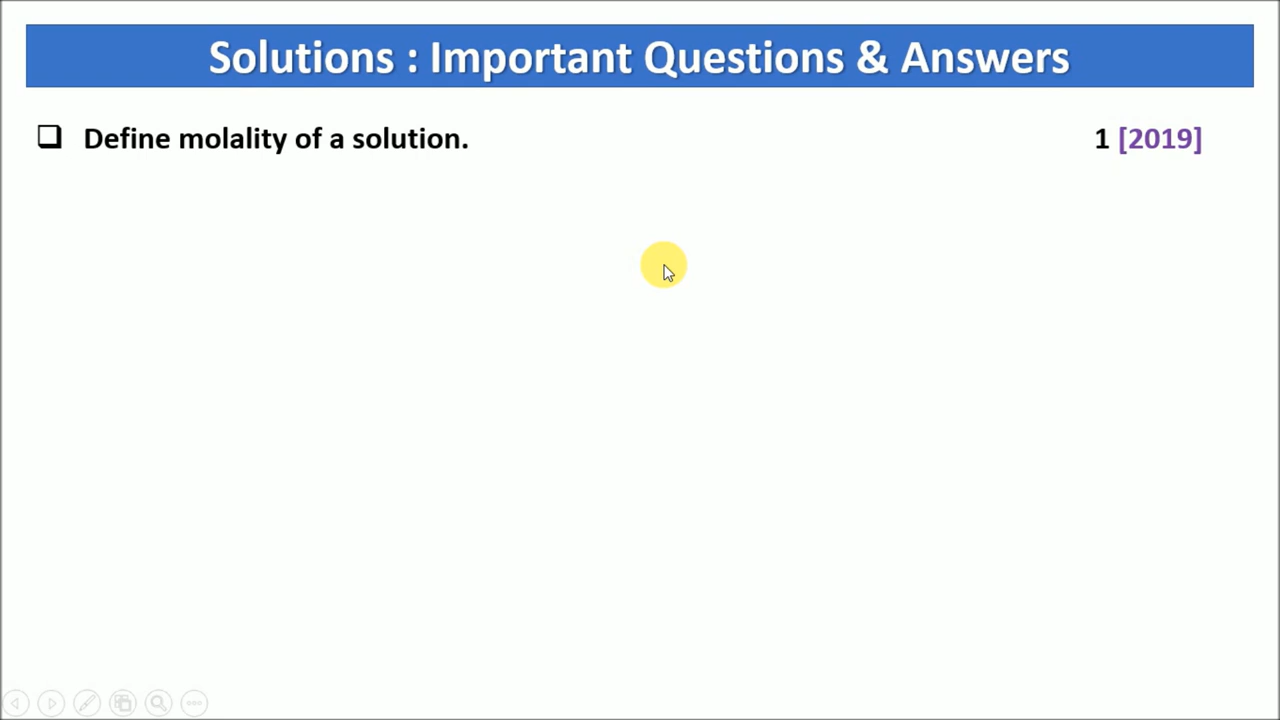 Solutions : Important Questions & Answers
❑ Define molality of a solution. 1 [2019]